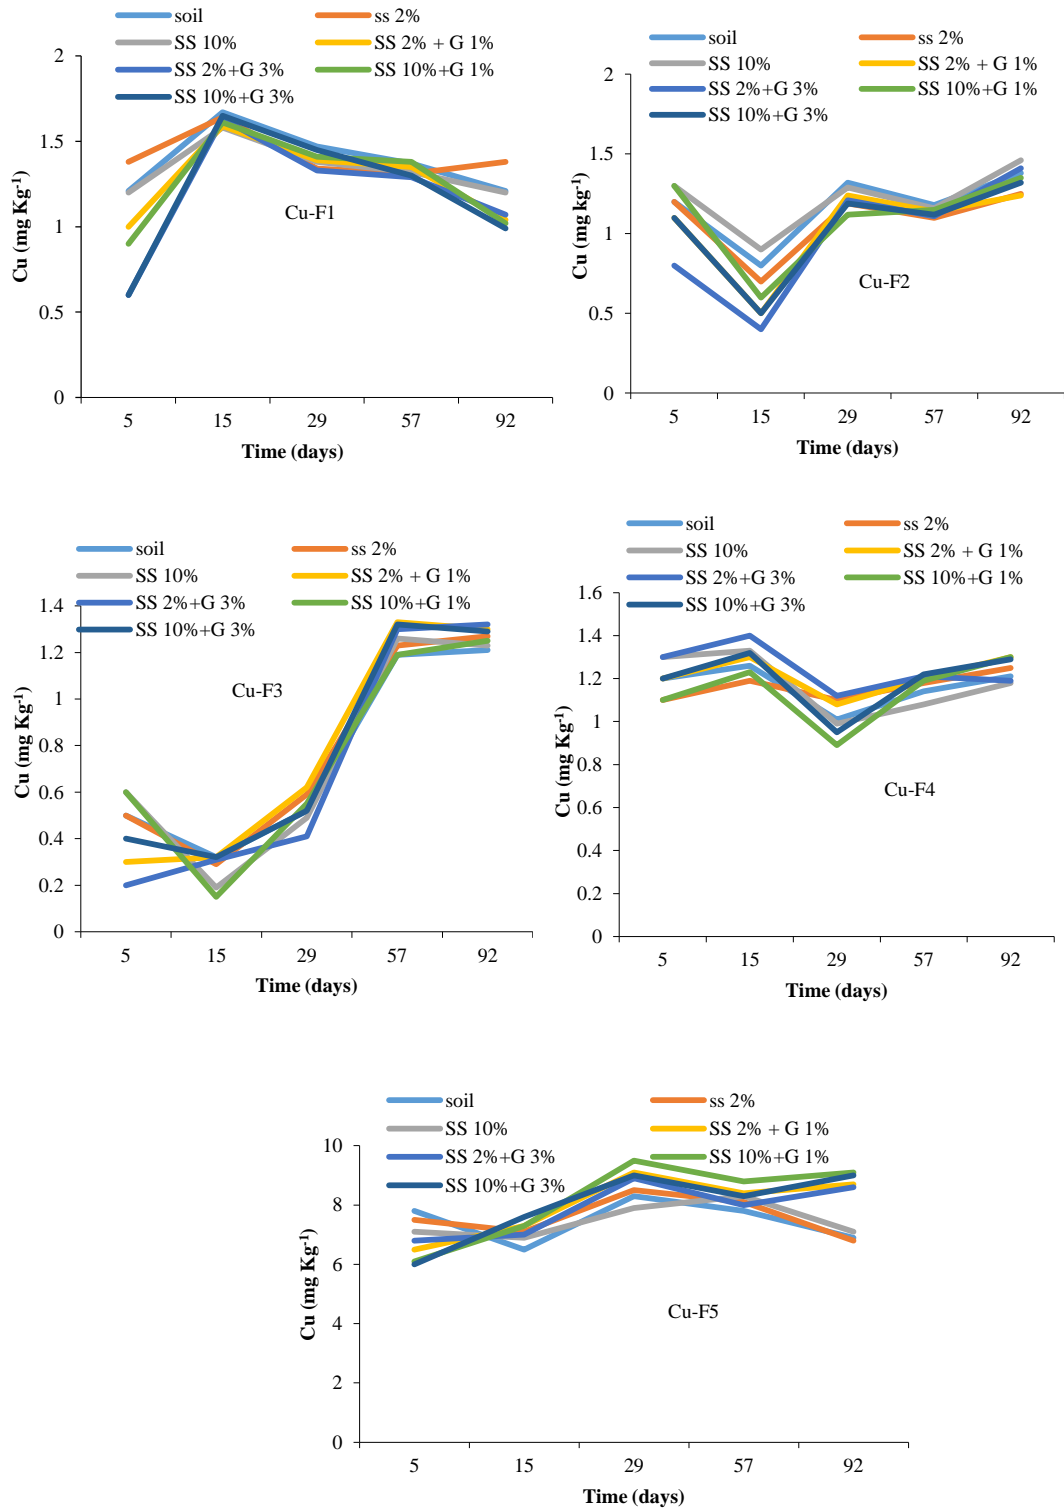 soil
ss 2%
SS 10%
SS 2% + G 1%
SS 2%+G 3%
SS 10%+G 1%
SS 10%+G 3%
2
1.5
1
0.5
0
Cu (mg Kg-1)
Cu-F1
5 15 29 57 92
Time (days)
soil
ss 2%
SS 10%
SS 2% + G 1%
SS 2%+G 3%
SS 10%+G 1%
SS 10%+G 3%
2
1.5
1
0.5
0
Cu (mg kg-1)
Cu-F2
5 15 29 57 92
Time (days)
soil
ss 2%
SS 10%
SS 2% + G 1%
SS 2%+G 3%
SS 10%+G 1%
SS 10%+G 3%
1.4
1.2
1
0.8
0.6
0.4
0.2
0
Cu (mg Kg-1)
Cu-F3
5 15 29 57 92
Time (days)
soil
ss 2%
SS 10%
SS 2% + G 1%
SS 2%+G 3%
SS 10%+G 1%
SS 10%+G 3%
1.6
1.4
1.2
1
0.8
0.6
0.4
0.2
0
Cu (mg Kg-1)
Cu-F4
5 15 29 57 92
Time (days)
soil
ss 2%
SS 10%
SS 2% + G 1%
SS 2%+G 3%
SS 10%+G 1%
SS 10%+G 3%
10
8
6
4
2
0
Cu (mg Kg-1)
Cu-F5
5 15 29 57 92
Time (days)